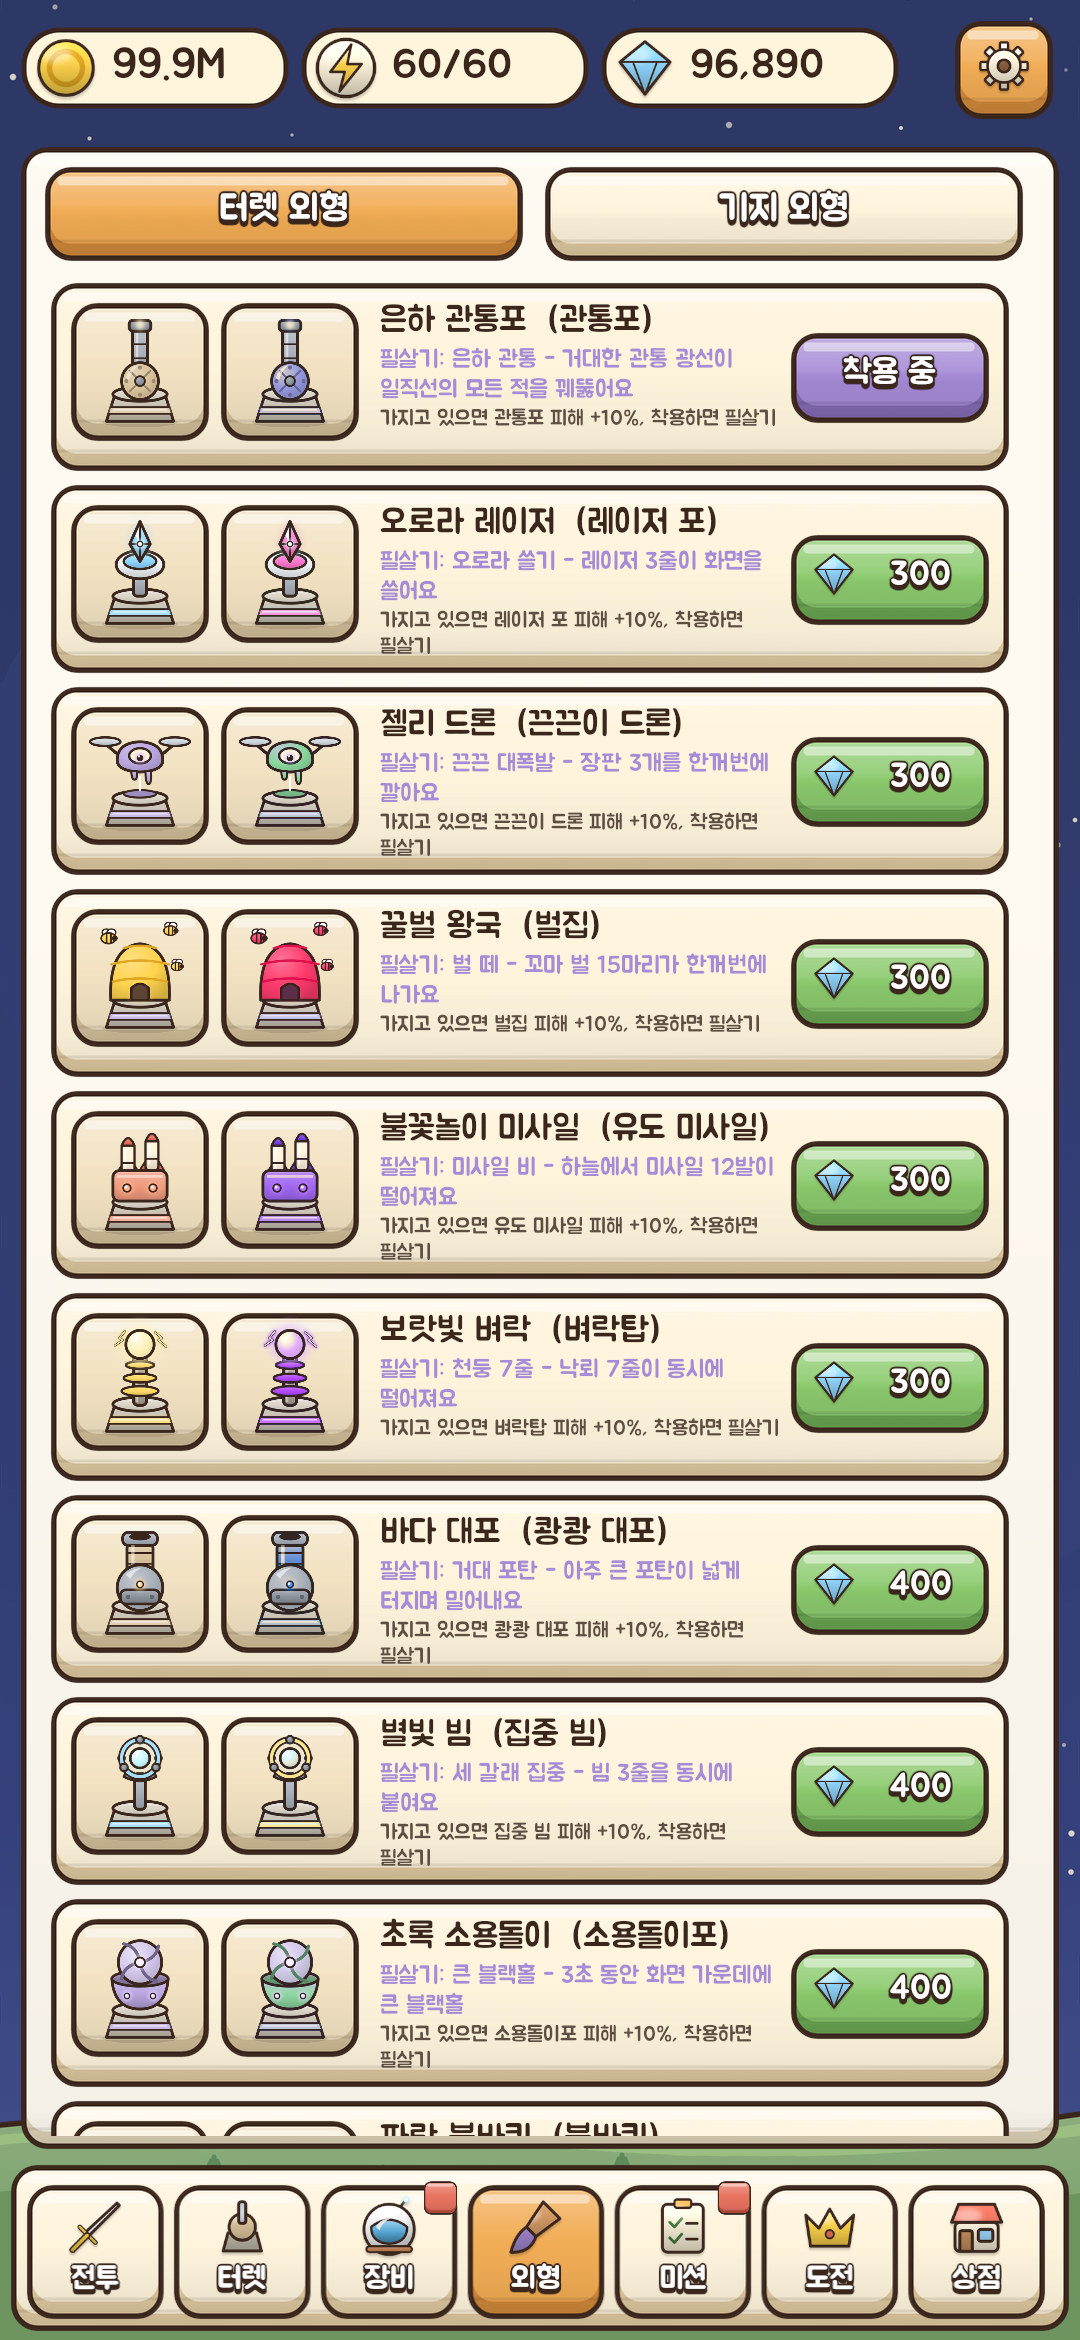 99.9M
60/60
96,890
터렛 외형
기지 외형
은하 관통포 (관통포)
필살기: 은하 관통 - 거대한 관통 광선이
일직선의 모든 적을 꿰뚫어요
가지고 있으면 관통포 피해 +10%, 착용하면 필살기
착용 중
오로라 레이저 (레이저 포)
필살기: 오로라 쓸기 - 레이저 3줄이 화면을
쓸어요
가지고 있으면 레이저 포 피해 +10%, 착용하면
필살기
300
젤리 드론 (끈끈이 드론)
필살기: 끈끈 대폭발 - 장판 3개를 한꺼번에
깔아요
가지고 있으면 끈끈이 드론 피해 +10%, 착용하면
필살기
300
꿀벌 왕국 (벌집)
필살기: 벌 떼 - 꼬마 벌 15마리가 한꺼번에
나가요
가지고 있으면 벌집 피해 +10%, 착용하면 필살기
300
불꽃놀이 미사일 (유도 미사일)
필살기: 미사일 비 - 하늘에서 미사일 12발이
떨어져요
가지고 있으면 유도 미사일 피해 +10%, 착용하면
필살기
300
보랏빛 벼락 (벼락탑)
필살기: 천둥 7줄 - 낙뢰 7줄이 동시에
떨어져요
가지고 있으면 벼락탑 피해 +10%, 착용하면 필살기
300
바다 대포 (쾅쾅 대포)
필살기: 거대 포탄 - 아주 큰 포탄이 넓게
터지며 밀어내요
가지고 있으면 쾅쾅 대포 피해 +10%, 착용하면
필살기
400
별빛 빔 (집중 빔)
필살기: 세 갈래 집중 - 빔 3줄을 동시에
붙여요
가지고 있으면 집중 빔 피해 +10%, 착용하면
필살기
400
초록 소용돌이 (소용돌이포)
필살기: 큰 블랙홀 - 3초 동안 화면 가운데에
큰 블랙홀
가지고 있으면 소용돌이포 피해 +10%, 착용하면
필살기
400
전투
터렛
장비
외형
미션
도전
상점